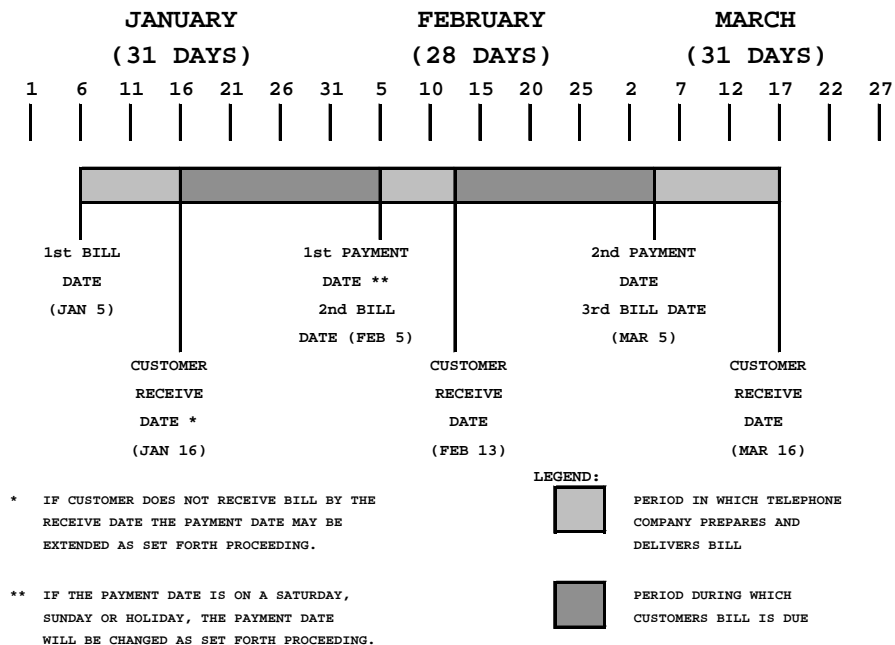 JANUARY FEBRUARY MARCH
(31 DAYS) (28 DAYS) (31 DAYS)
1 6 11 16 21 26 31 5 10 15 20 25 2 7 12 17 22 27
1st BILL
DATE
(JAN 5)
1st PAYMENT
DATE **
2nd BILL
DATE (FEB 5)
2nd PAYMENT
DATE
3rd BILL DATE
(MAR 5)
CUSTOMER
RECEIVE
DATE *
(JAN 16)
CUSTOMER
RECEIVE
DATE
(FEB 13)
CUSTOMER
RECEIVE
DATE
(MAR 16)
* IF CUSTOMER DOES NOT RECEIVE BILL BY THE
RECEIVE DATE THE PAYMENT DATE MAY BE
EXTENDED AS SET FORTH PROCEEDING.
** IF THE PAYMENT DATE IS ON A SATURDAY,
SUNDAY OR HOLIDAY, THE PAYMENT DATE
WILL BE CHANGED AS SET FORTH PROCEEDING.
LEGEND:
PERIOD IN WHICH TELEPHONE
COMPANY PREPARES AND
DELIVERS BILL
PERIOD DURING WHICH
CUSTOMERS BILL IS DUE